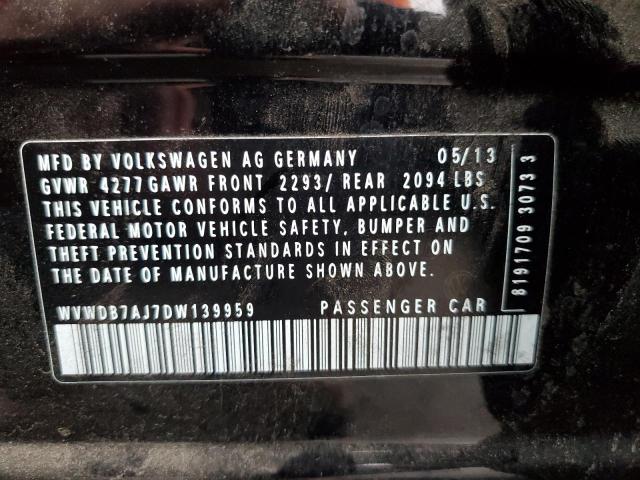 MFD BY VOLKSWAGEN AG GERMANY 05/13
GVWR 4277 GAWR FRONT 2293/ REAR 2094 LBS
THIS VEHICLE CONFORMS TO ALL APPLICABLE U.S.
FEDERAL MOTOR VEHICLE SAFETY, BUMPER AND
THEFT PREVENTION STANDARDS IN EFFECT ON
THE DATE OF MANUFACTURE SHOWN ABOVE.
WVWDB7AJ7DW139959 PASSENGER CAR
8191709 3073 3